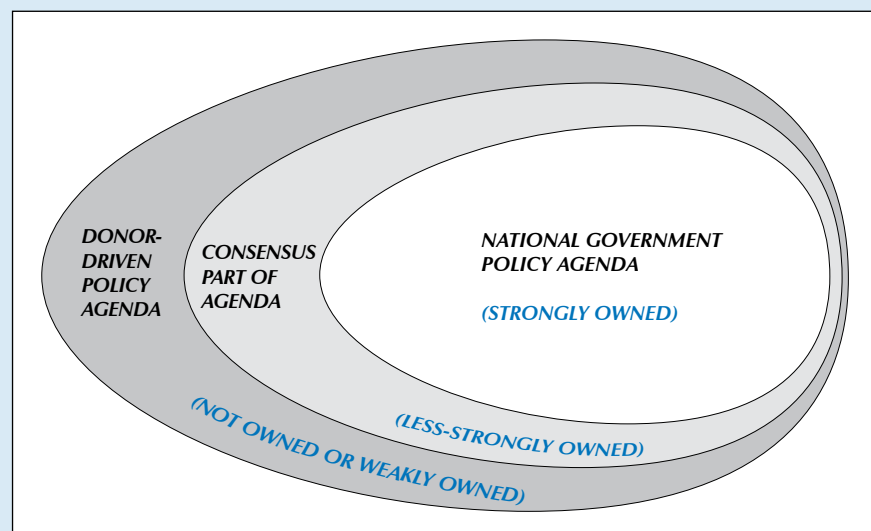 DONOR-
DRIVEN
POLICY
AGENDA
CONSENSUS
PART OF
AGENDA
NATIONAL GOVERNMENT
POLICY AGENDA
(STRONGLY OWNED)
(LESS-STRONGLY OWNED)
(NOT OWNED OR WEAKLY OWNED)